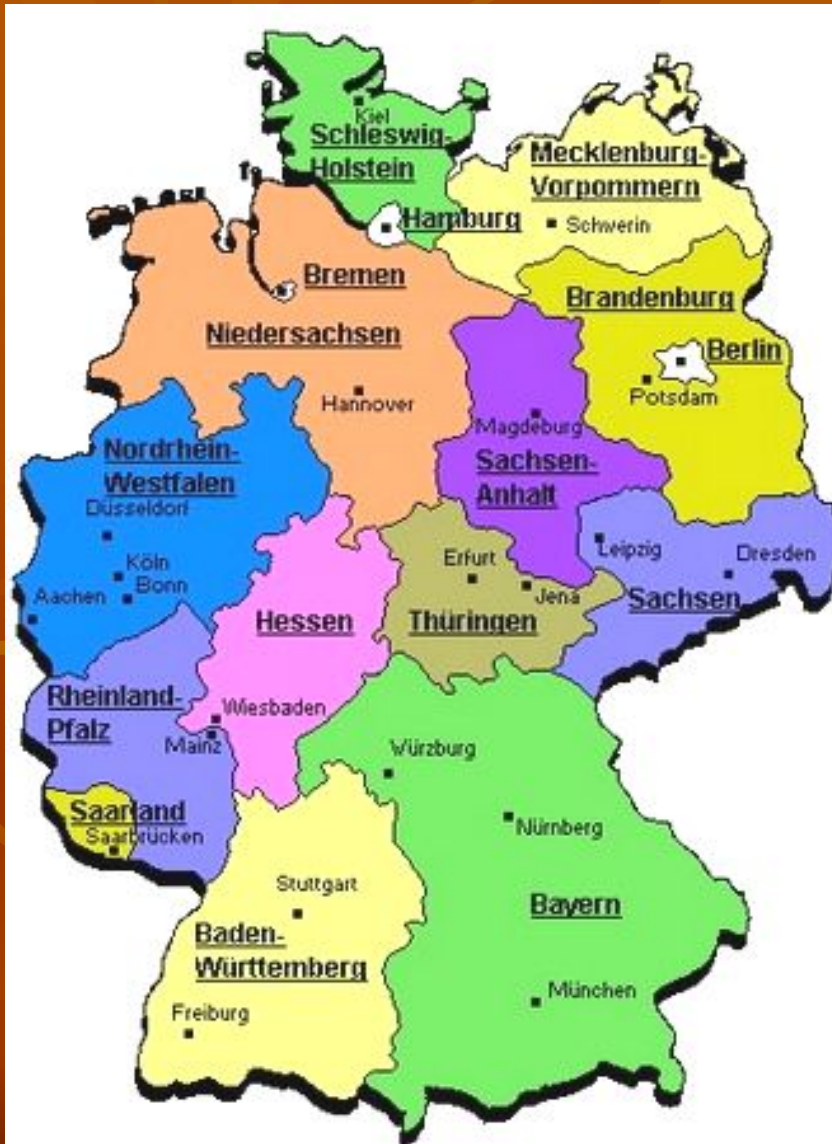 Kiel
Schleswig-
Holstein
Mecklenburg-
Vorpommern
Hamburg
Schwerin
Bremen
Brandenburg
Niedersachsen
Berlin
Hannover
Potsdam
Magdeburg
Nordrhein-
Westfalen
Sachsen-
Anhalt
Düsseldorf
Leipzig
Dresden
Köln
Erfurt
Bonn
Jena
Aachen
Sachsen
Hessen
Thüringen
Rheinland-
Pfalz
Wiesbaden
Mainz
Würzburg
Saarland
Saarbrücken
Nürnberg
Stuttgart
Bayern
Baden-
Württemberg
München
Freiburg